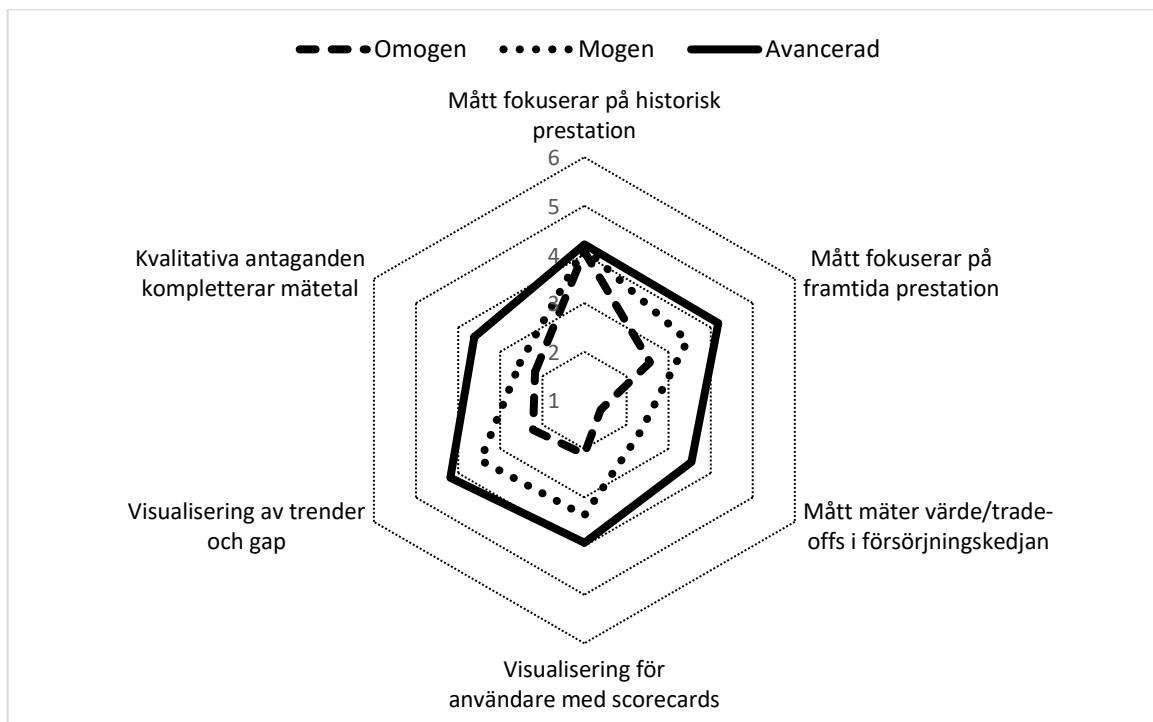 Omogen Mogen Avancerad
Mått fokuserar på historisk
prestation
6
5
4
3
2
1
Kvalitativa antaganden
kompletterar mätetal
Mått fokuserar på
framtida prestation
Visualisering av trender
och gap
Mått mäter värde/trade-
offs i försörjningskedjan
Visualisering för
användare med scorecards